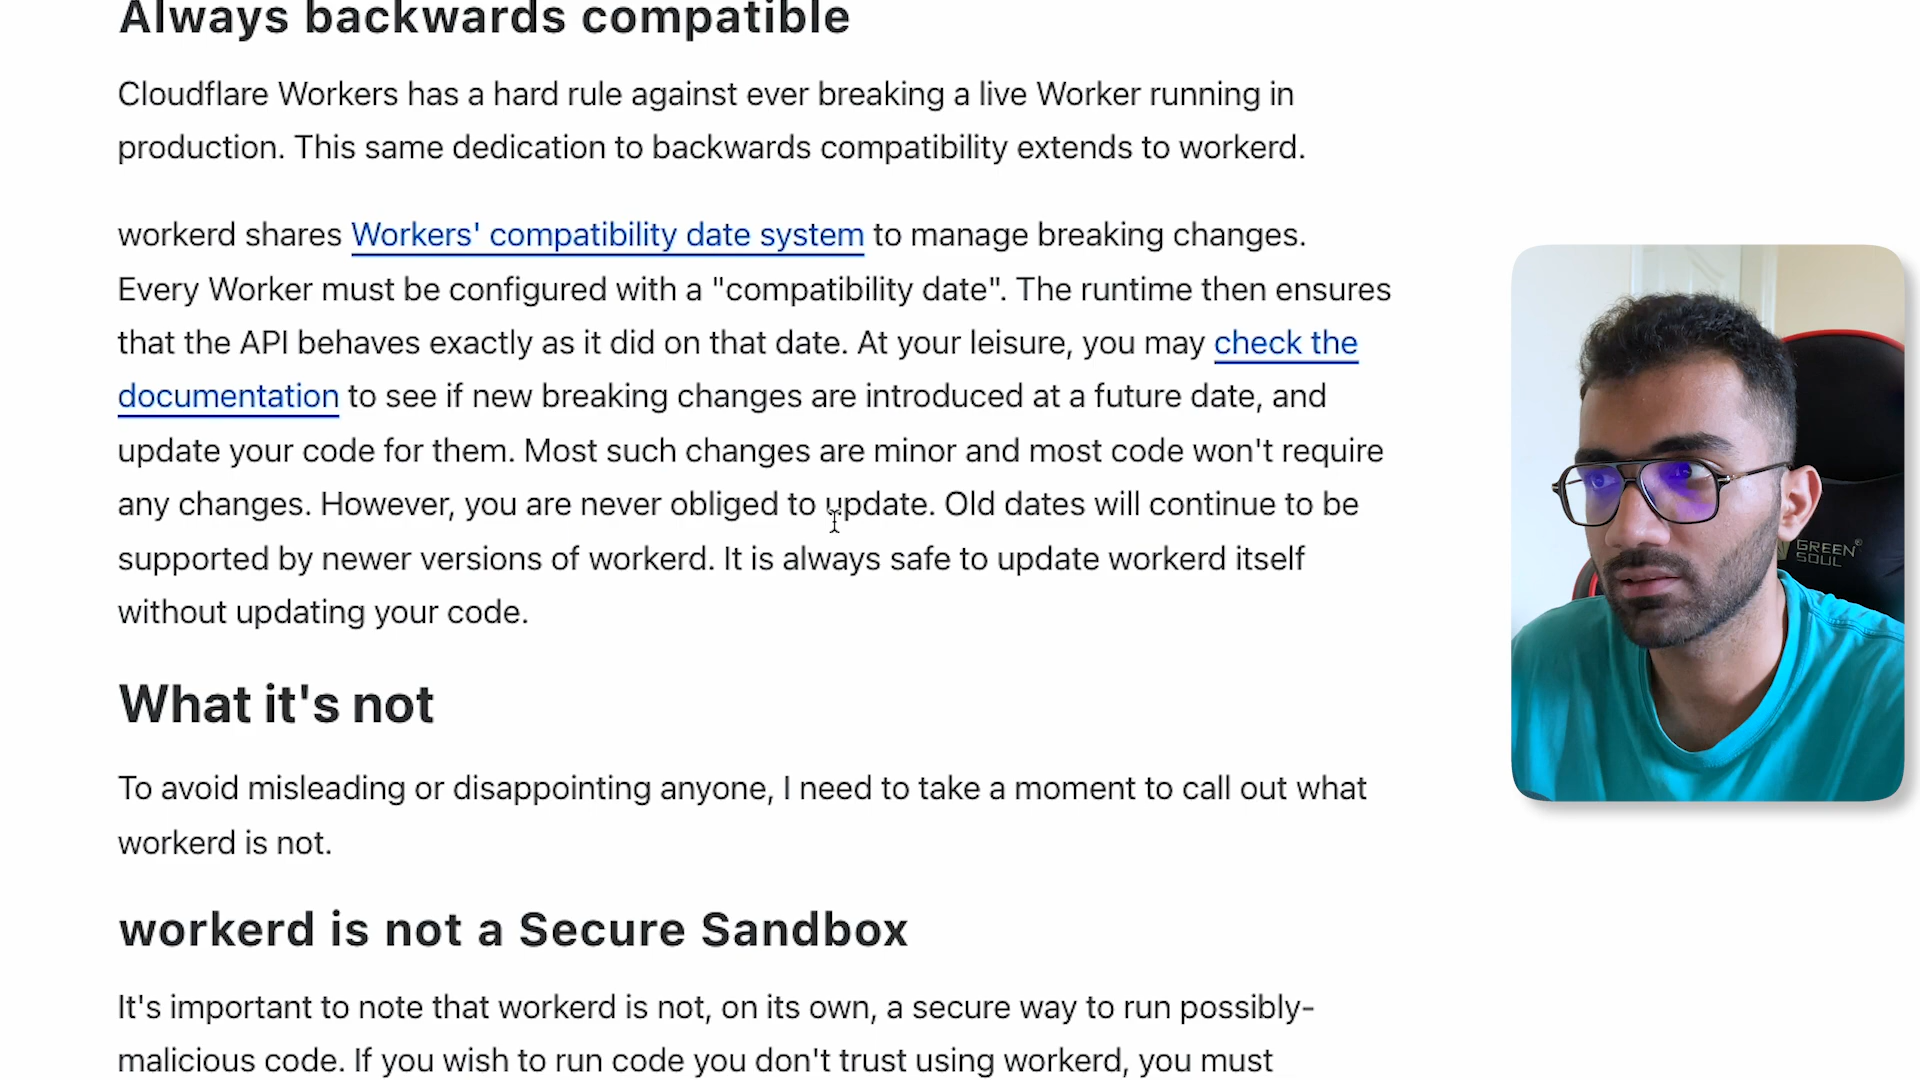 Always backwards compatible
Cloudflare Workers has a hard rule against ever breaking a live Worker running in
production. This same dedication to backwards compatibility extends to workerd.
workerd shares Workers' compatibility date system to manage breaking changes.
Every Worker must be configured with a "compatibility date". The runtime then ensures
that the API behaves exactly as it did on that date. At your leisure, you may check the
documentation to see if new breaking changes are introduced at a future date, and
update your code for them. Most such changes are minor and most code won't require
any changes. However, you are never obliged to update. Old dates will continue to be
supported by newer versions of workerd. It is always safe to update workerd itself
without updating your code.
What it's not
To avoid misleading or disappointing anyone, I need to take a moment to call out what
workerd is not.
workerd is not a Secure Sandbox
It's important to note that workerd is not, on its own, a secure way to run possibly-
malicious code. If you wish to run code you don't trust using workerd, you must
GREEN
SOUL